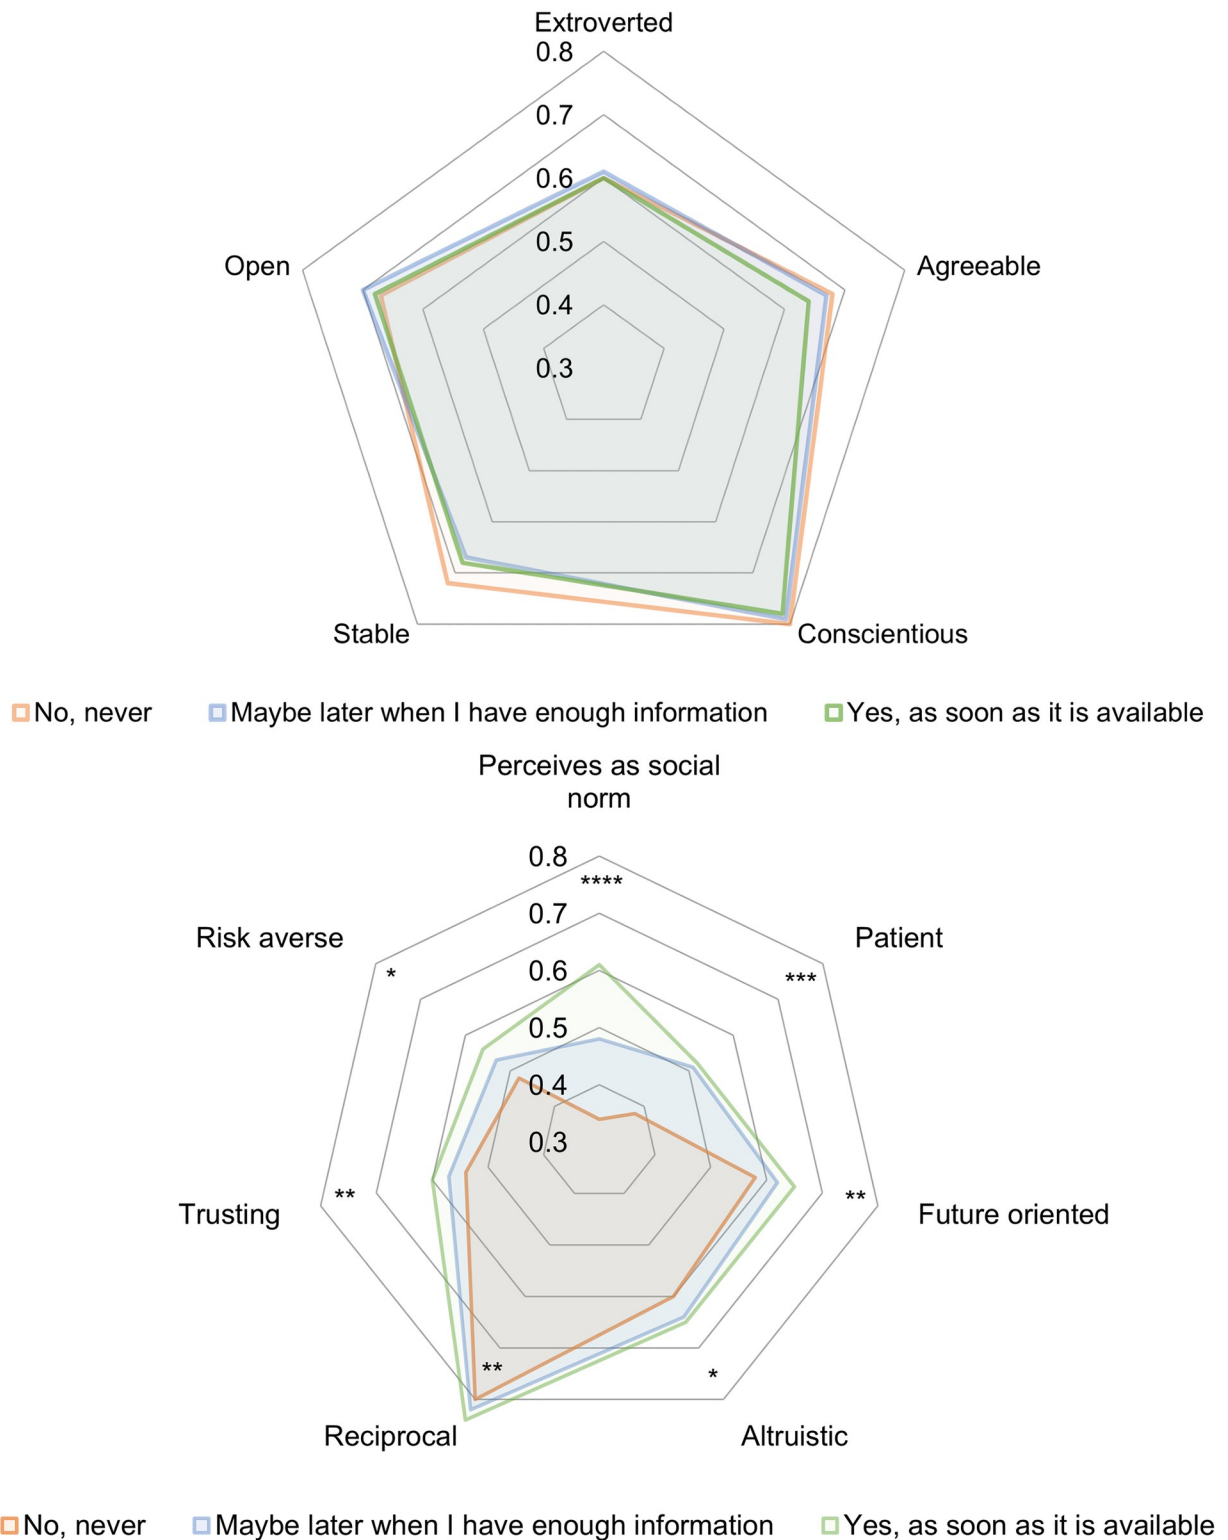 Extroverted
0.8
0.7
0.6
0.5
0.4
0.3
Open
Agreeable
Stable
Conscientious
No, never
Maybe later when I have enough information
Yes, as soon as it is available
Perceives as social
norm
0.8
****
0.7
Risk averse
Patient
*
***
0.6
0.5
0.4
0.3
**
**
Trusting
Future oriented
**
*
Reciprocal
Altruistic
No, never
Maybe later when I have enough information
Yes, as soon as it is available